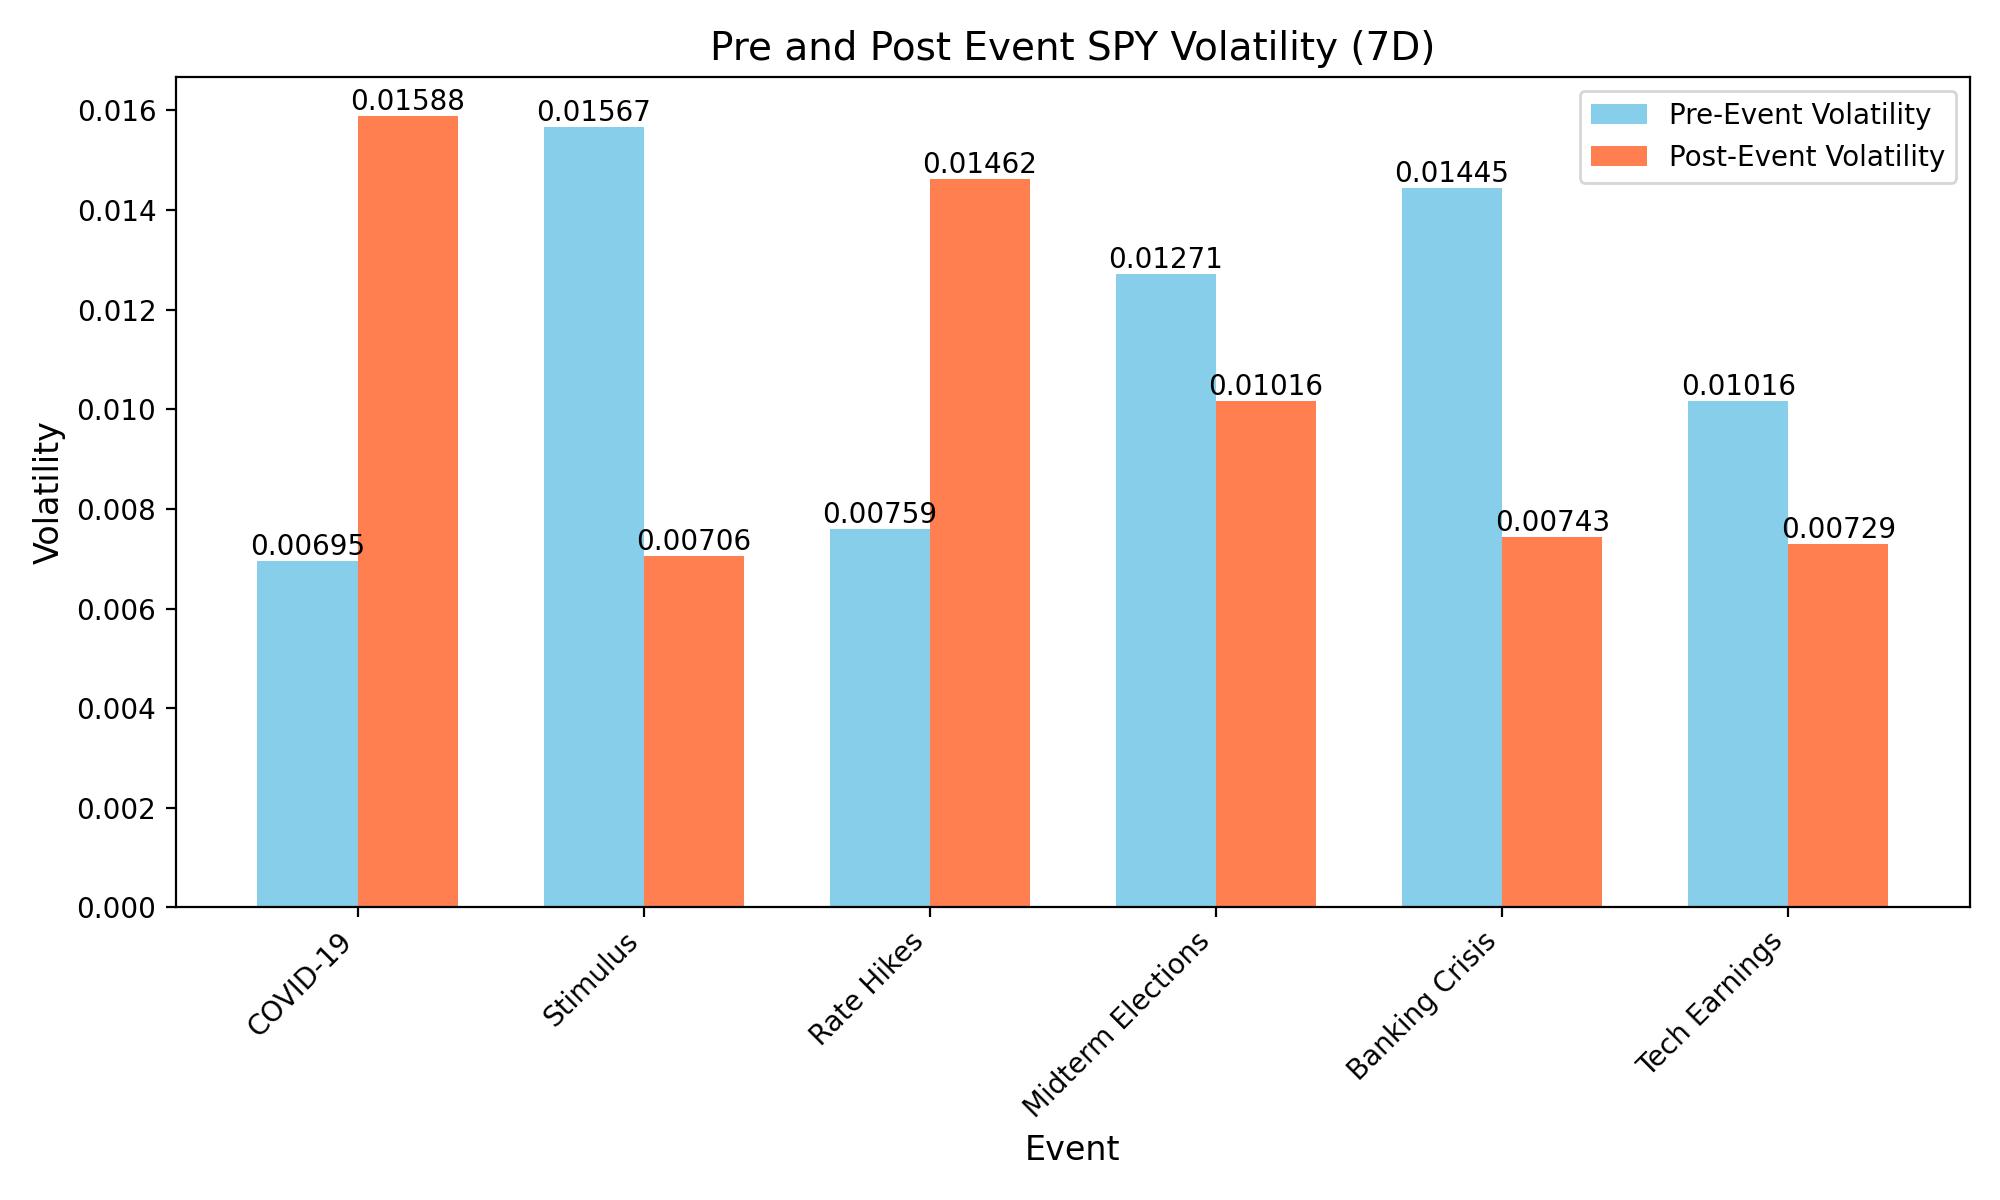 Pre and Post Event SPY Volatility (7D)
Pre-Event Volatility
Post-Event Volatility
Volatility
0.016
0.014
0.012
0.010
0.008
0.006
0.004
0.002
0.000
0.00695
0.01588
0.01567
0.00706
0.00759
0.01462
0.01271
0.01016
0.01445
0.00743
0.01016
0.00729
COVID-19
Stimulus
Rate Hikes
Midterm Elections
Banking Crisis
Tech Earnings
Event